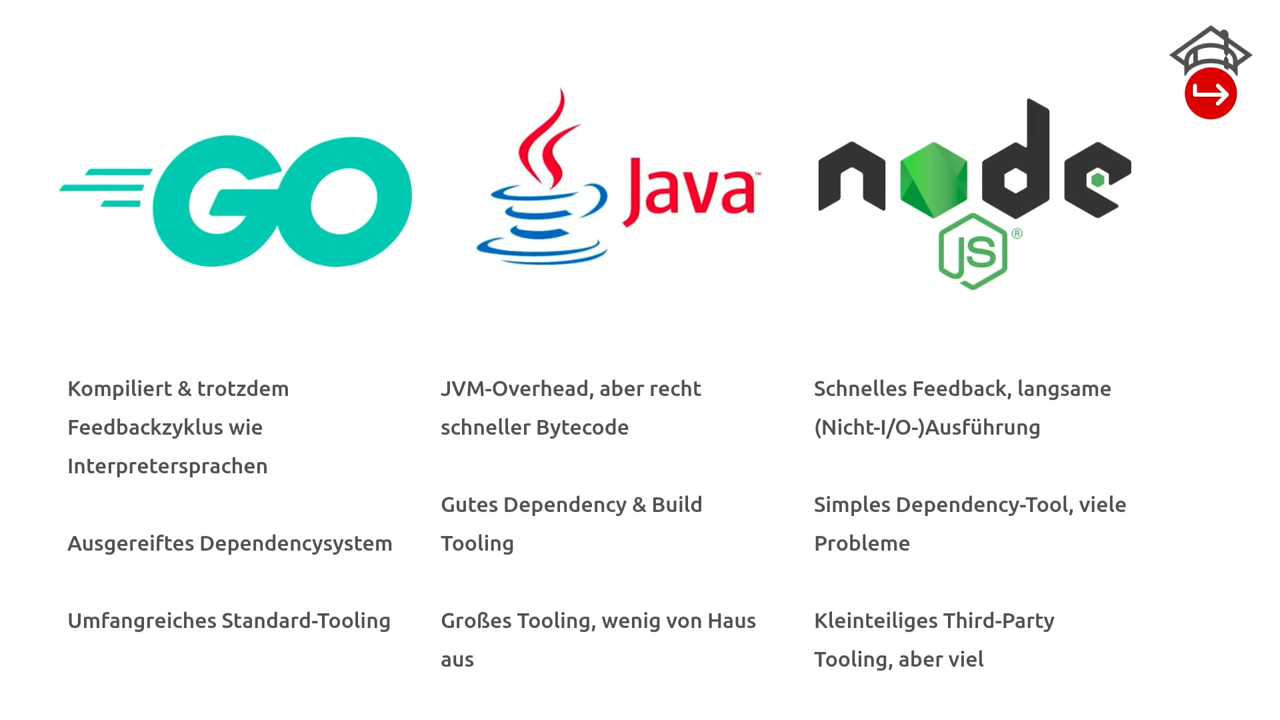 GO
Java™
node
JS®
Kompiliert & trotzdem
Feedbackzyklus wie
Interpretersprachen
Ausgereiftes Dependencysystem
Umfangreiches Standard-Tooling
JVM-Overhead, aber recht
schneller Bytecode
Gutes Dependency & Build
Tooling
Großes Tooling, wenig von Haus
aus
Schnelles Feedback, langsame
(Nicht-I/O-)Ausführung
Simples Dependency-Tool, viele
Probleme
Kleinteiliges Third-Party
Tooling, aber viel